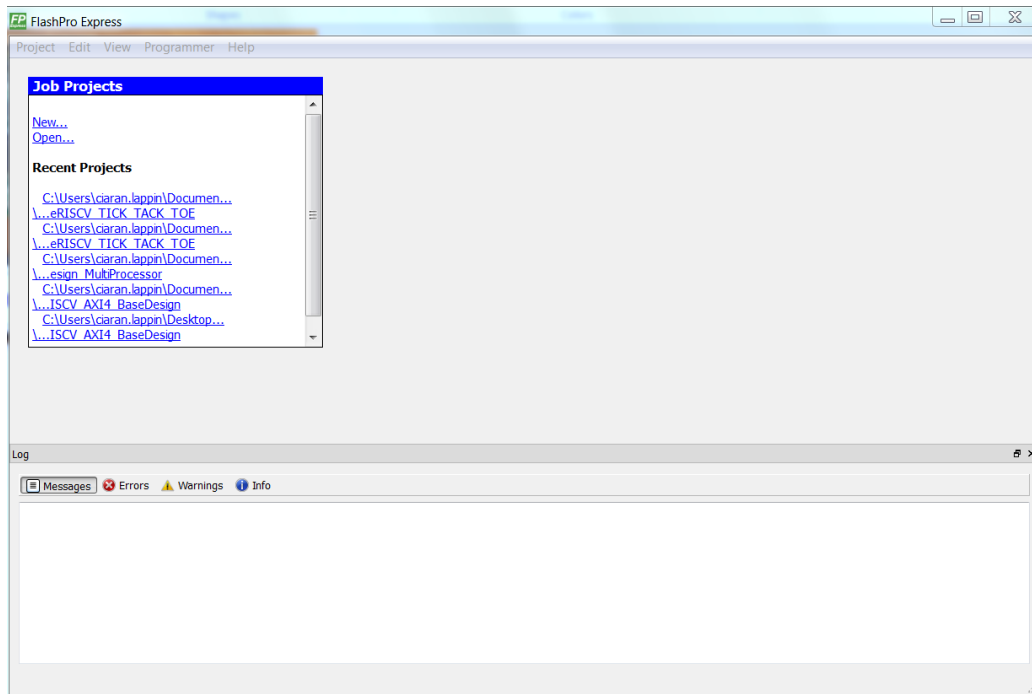 FP FlashPro Express
Project Edit View Programmer Help
Job Projects
New...
Open...
Recent Projects
C:\Users\ciaran.lappin\Documen...
\...eRISCV_TICK_TACK_TOE
C:\Users\ciaran.lappin\Documen...
\...eRISCV_TICK_TACK_TOE
C:\Users\ciaran.lappin\Documen...
\...esign_MultiProcessor
C:\Users\ciaran.lappin\Documen...
\...ISCV_AXI4_BaseDesign
C:\Users\ciaran.lappin\Desktop...
\...ISCV_AXI4_BaseDesign
Log
Messages Errors Warnings Info